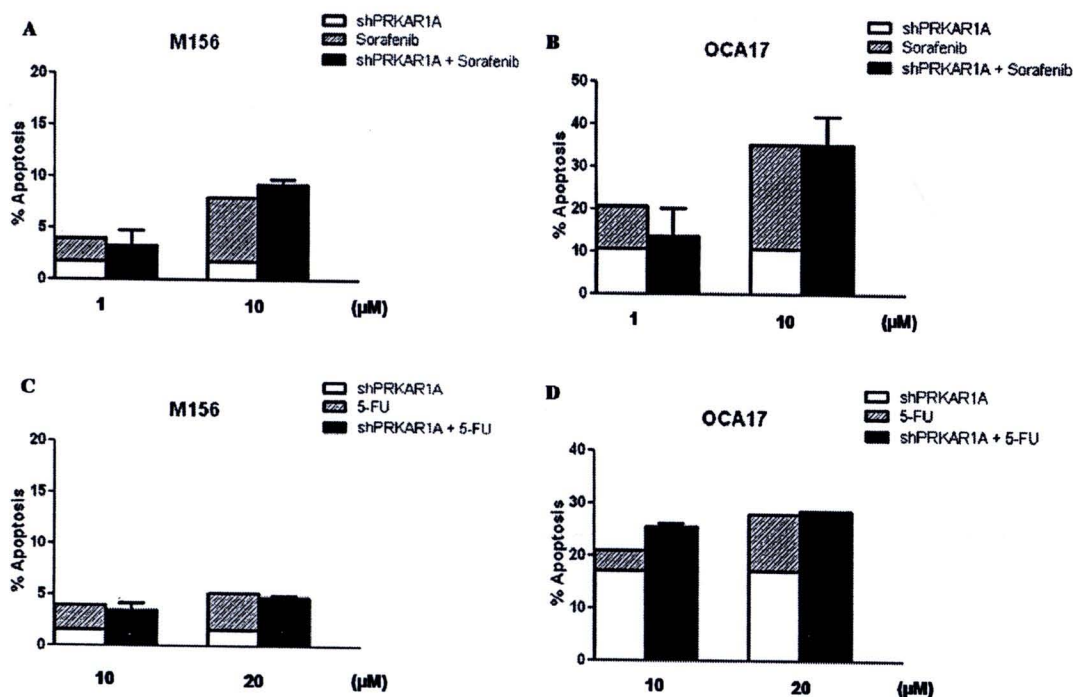 A
M156
shPRKAR1A
Sorafenib
shPRKAR1A + Sorafenib
% Apoptosis
20
15
10
5
0
1
10
(µM)
B
OCA17
shPRKAR1A
Sorafenib
shPRKAR1A + Sorafenib
% Apoptosis
50
40
30
20
10
0
1
10
(µM)
C
M156
shPRKAR1A
5-FU
shPRKAR1A + 5-FU
% Apoptosis
20
15
10
5
0
10
20
(µM)
D
OCA17
shPRKAR1A
5-FU
shPRKAR1A + 5-FU
% Apoptosis
40
30
20
10
0
10
20
(µM)